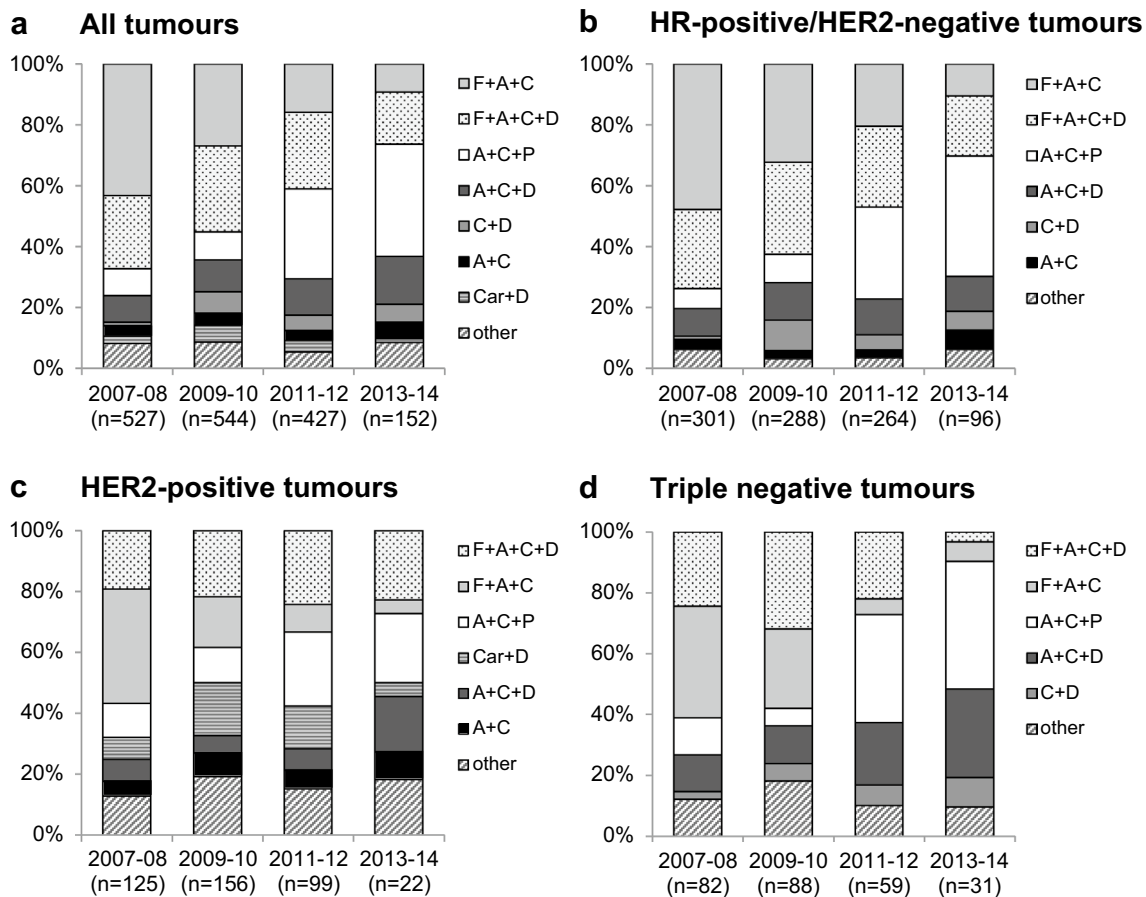 a All tumours
100%
80%
60%
40%
20%
0%
2007-08 2009-10 2011-12 2013-14
(n=527) (n=544) (n=427) (n=152)
F+A+C
F+A+C+D
A+C+P
A+C+D
C+D
A+C
Car+D
other
b HR-positive/HER2-negative tumours
100%
80%
60%
40%
20%
0%
2007-08 2009-10 2011-12 2013-14
(n=301) (n=288) (n=264) (n=96)
F+A+C
F+A+C+D
A+C+P
A+C+D
C+D
A+C
other
c HER2-positive tumours
100%
80%
60%
40%
20%
0%
2007-08 2009-10 2011-12 2013-14
(n=125) (n=156) (n=99) (n=22)
F+A+C+D
F+A+C
A+C+P
Car+D
A+C+D
A+C
other
d Triple negative tumours
100%
80%
60%
40%
20%
0%
2007-08 2009-10 2011-12 2013-14
(n=82) (n=88) (n=59) (n=31)
F+A+C+D
F+A+C
A+C+P
A+C+D
C+D
other